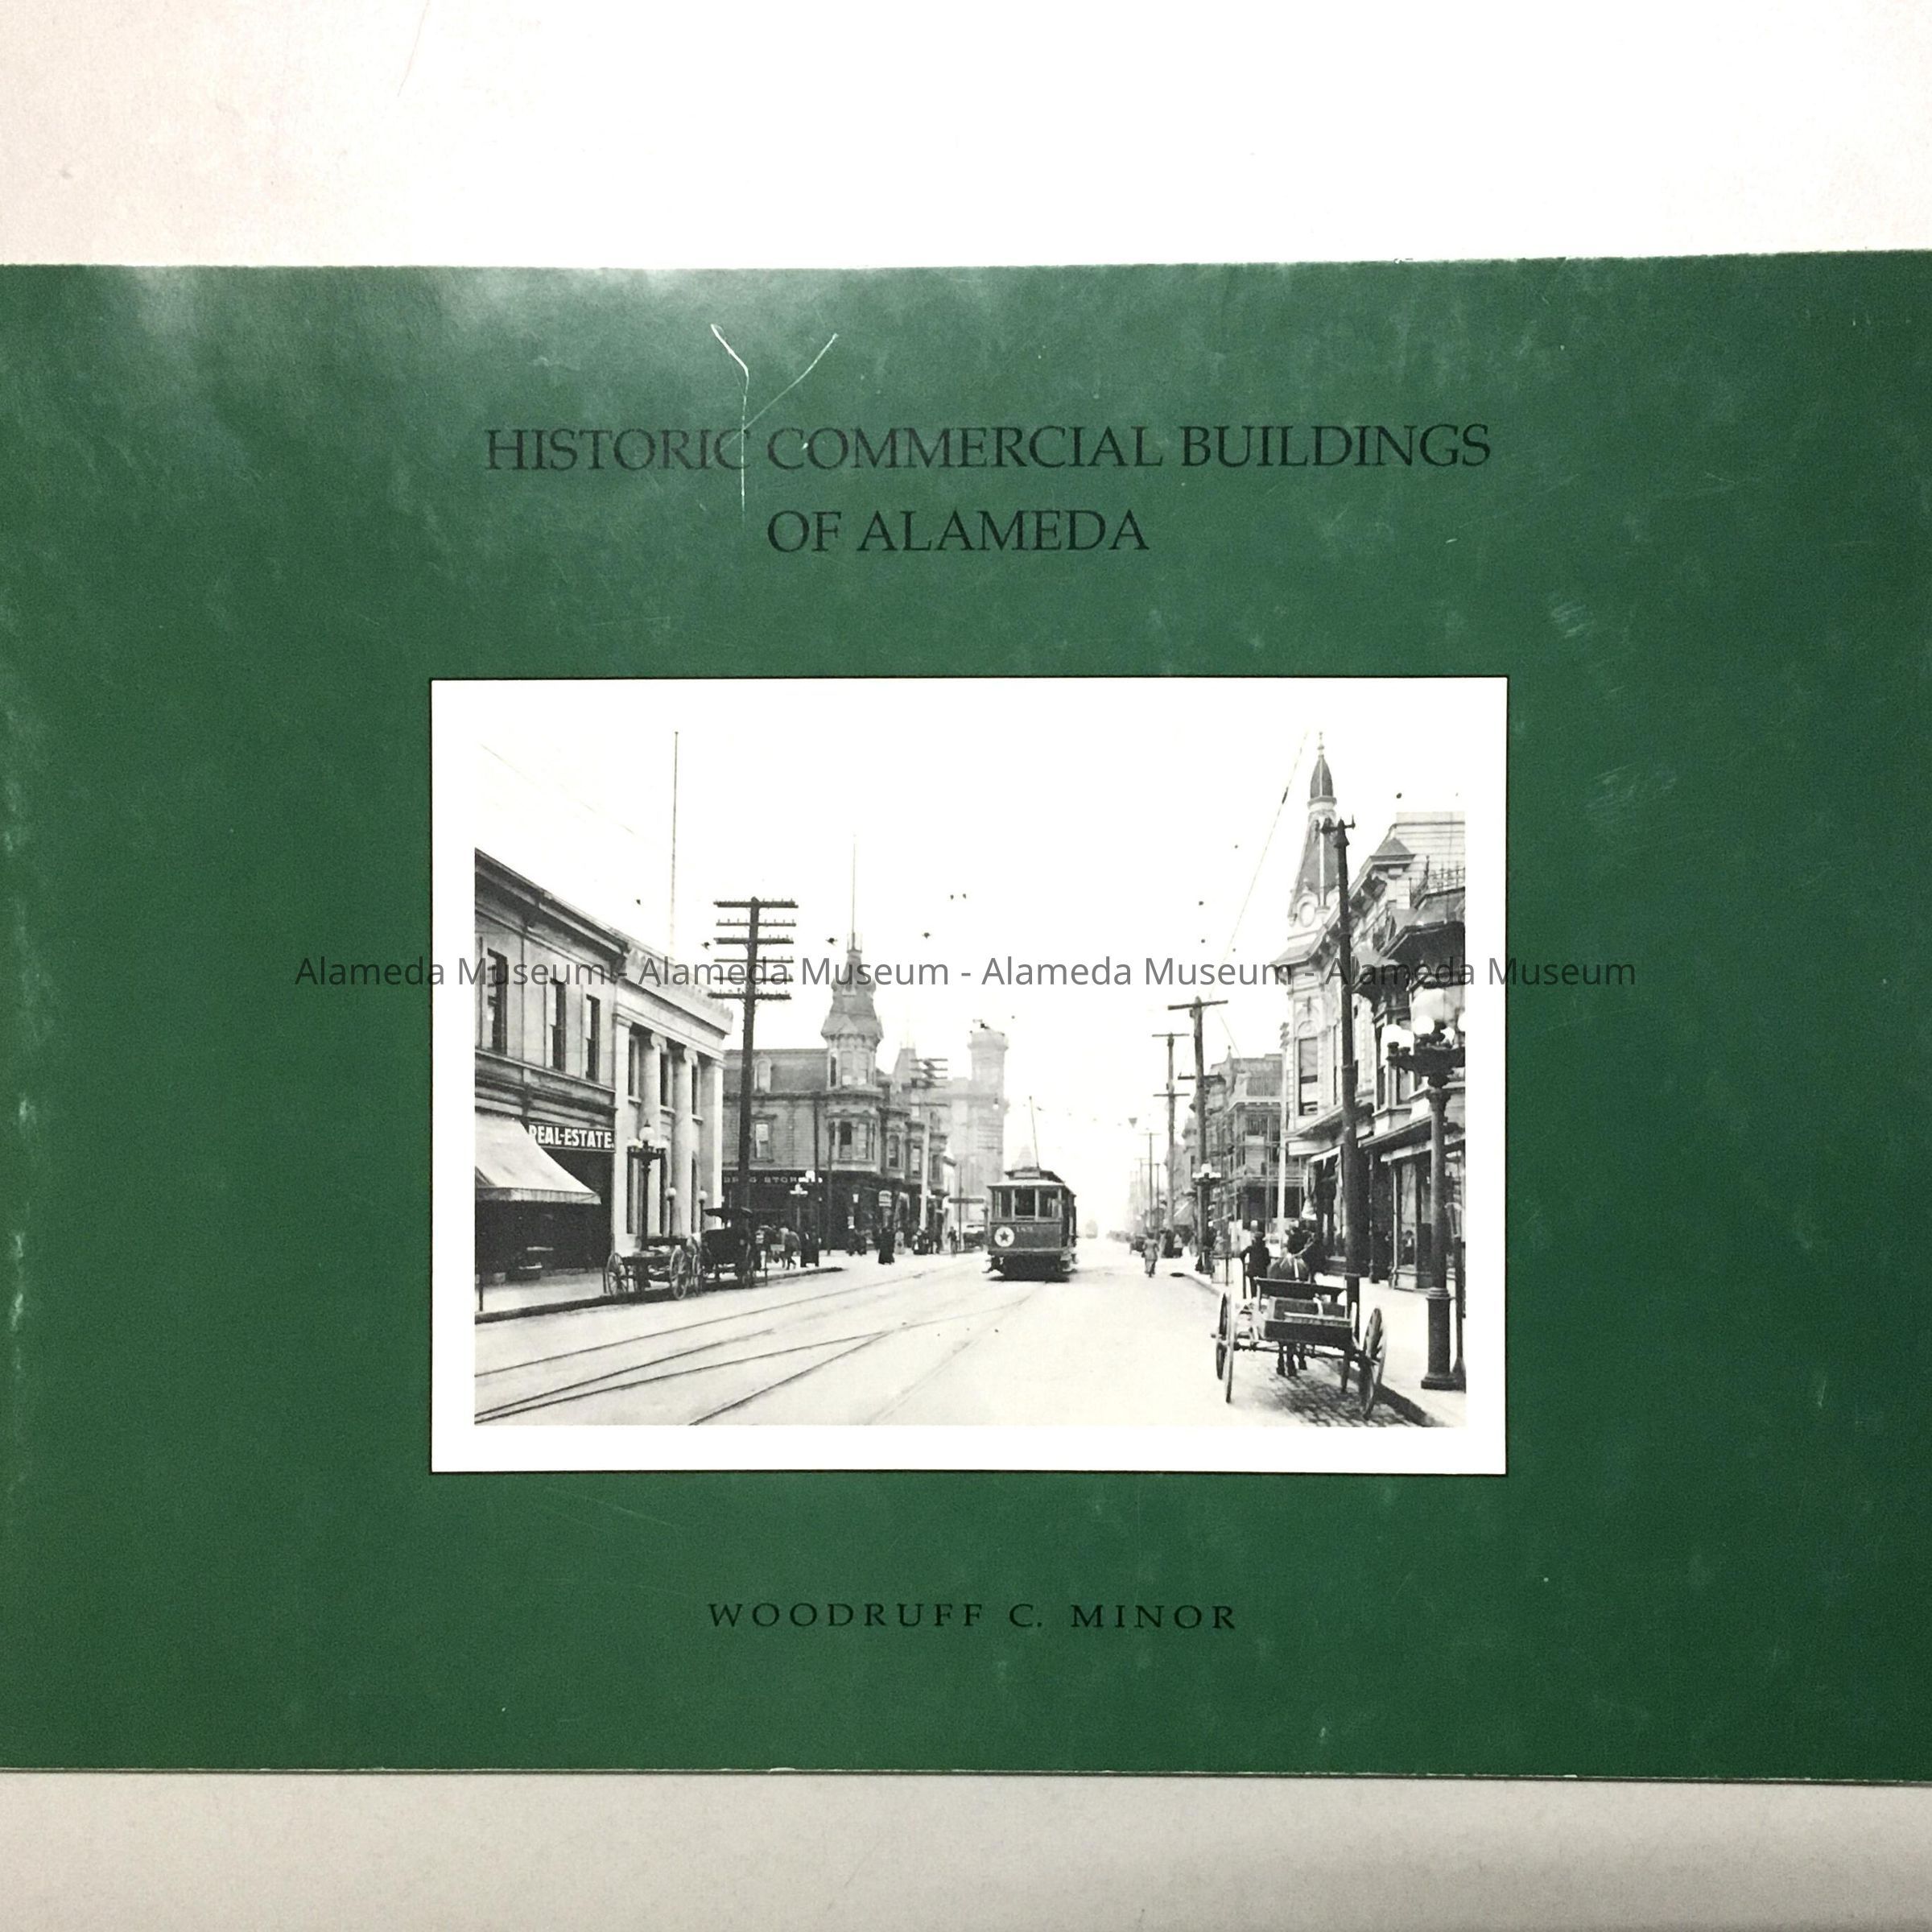 HISTORIC COMMERCIAL BUILDINGS
OF ALAMEDA
Alameda Museum - Alameda Museum - Alameda Museum - Alameda Museum
REAL-ESTATE.
WOODRUFF C. MINOR